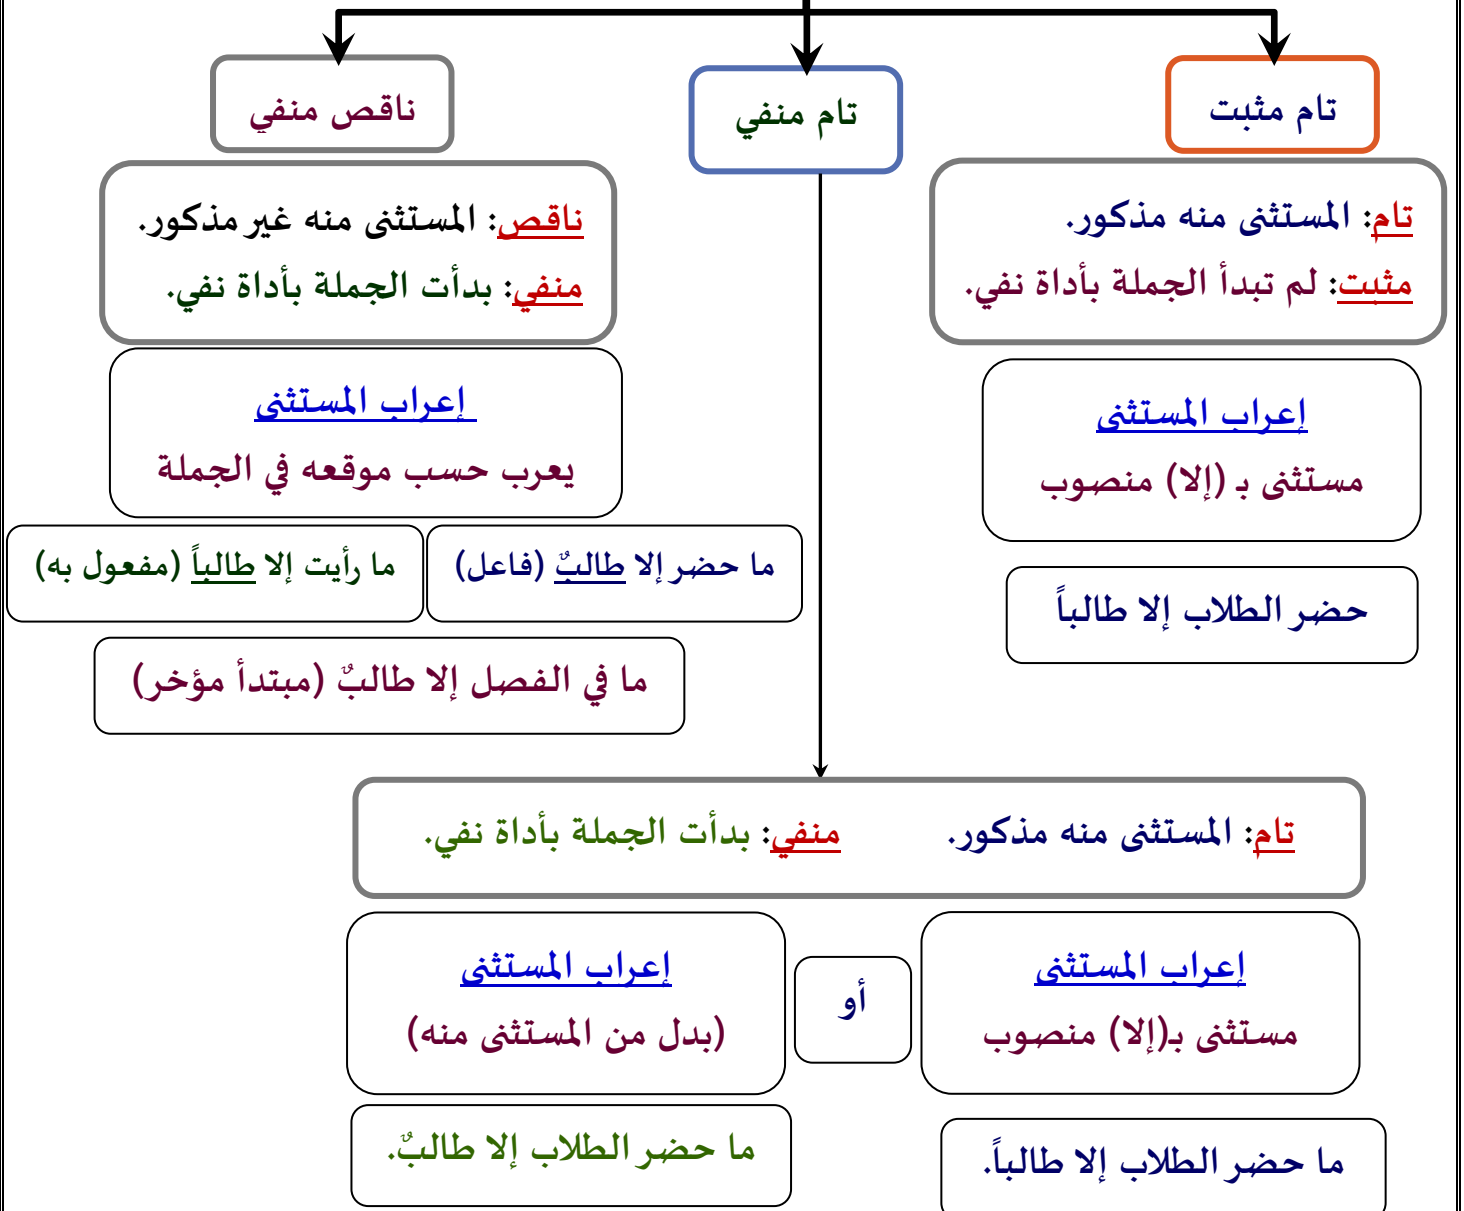 تام مثبت
تام منفي
ناقص منفي
تام: المستثنى منه مذكور.
مثبت: لم تبدأ الجملة بأداة نفي.
ناقص: المستثنى منه غير مذكور.
منفي: بدأت الجملة بأداة نفي.
إعراب المستثنى
مستثنى بـ (إلا) منصوب
حضر الطلاب إلا طالباً
إعراب المستثنى
يعرب حسب موقعه في الجملة
ما حضر إلا طالبٌ (فاعل)
ما رأيت إلا طالباً (مفعول به)
ما في الفصل إلا طالبٌ (مبتدأ مؤخر)
تام: المستثنى منه مذكور. منفي: بدأت الجملة بأداة نفي.
إعراب المستثنى
مستثنى بـ(إلا) منصوب
أو
إعراب المستثنى
(بدل من المستثنى منه)
ما حضر الطلاب إلا طالباً.
ما حضر الطلاب إلا طالبٌ.